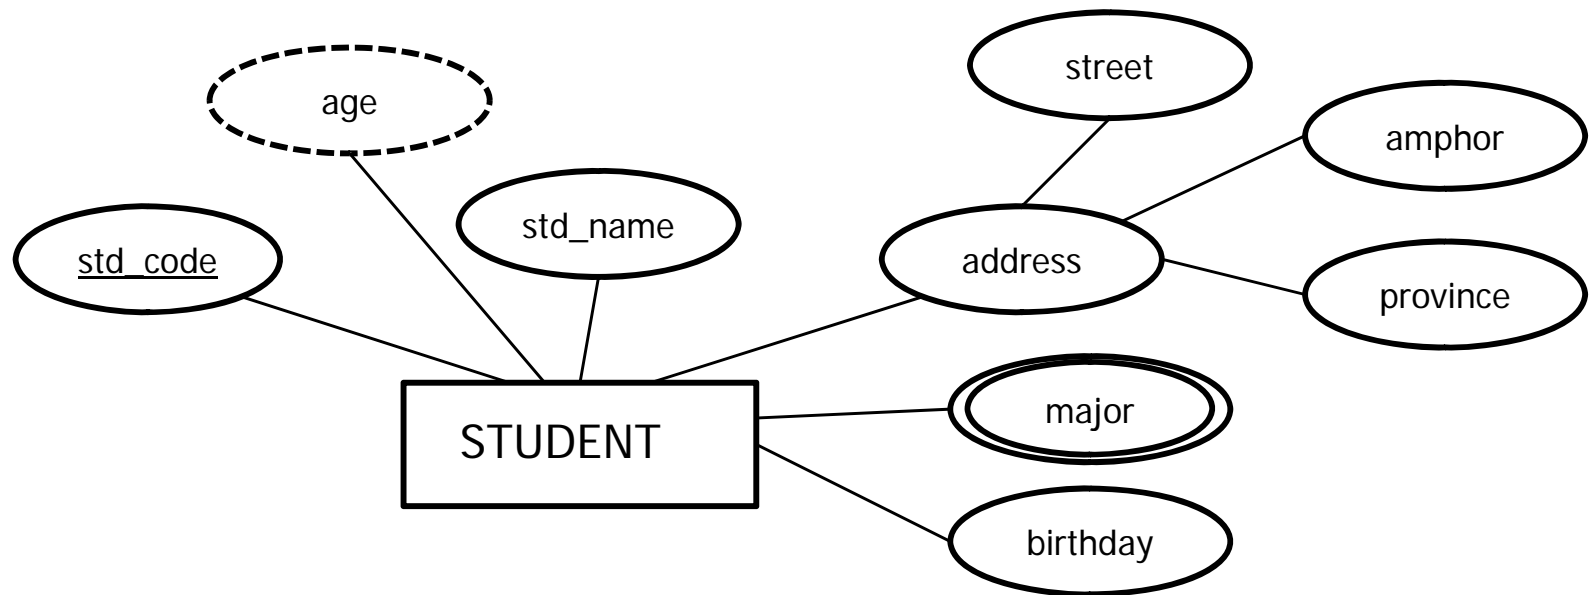 street
age
amphor
std_name
std_code
address
province
major
STUDENT
birthday